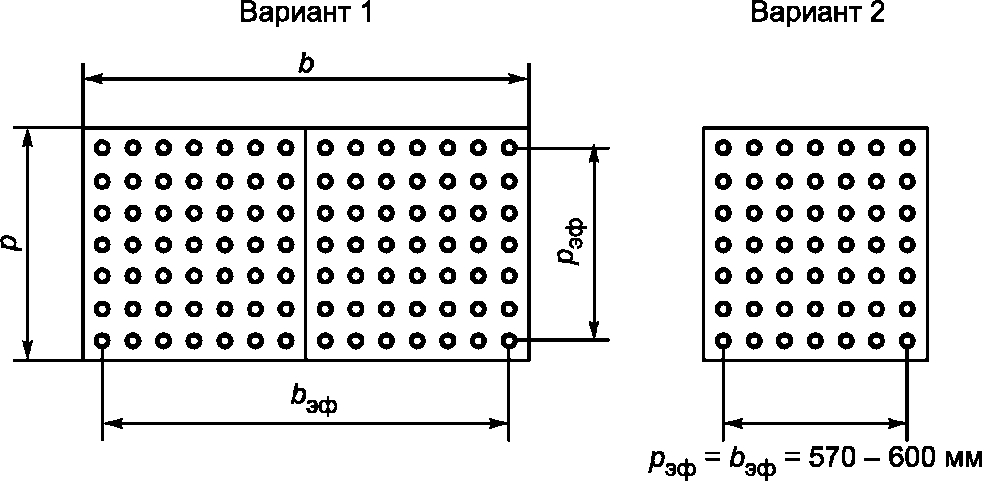 Вариант 1
Вариант 2
b
p
pэф
bэф
pэф = bэф = 570 – 600 мм